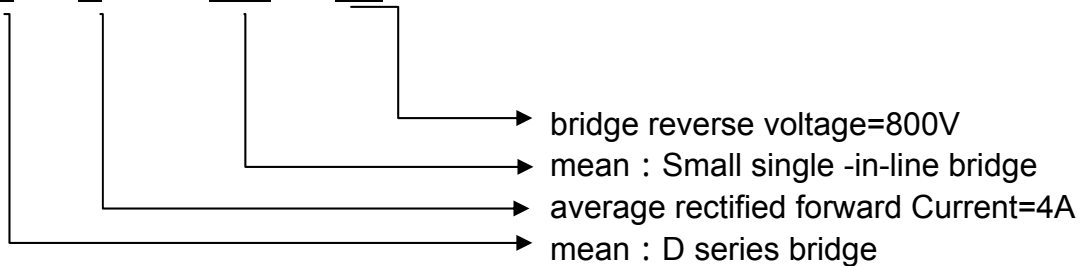 bridge reverse voltage=800V
mean：Small single -in-line bridge
average rectified forward Current=4A
mean：D series bridge